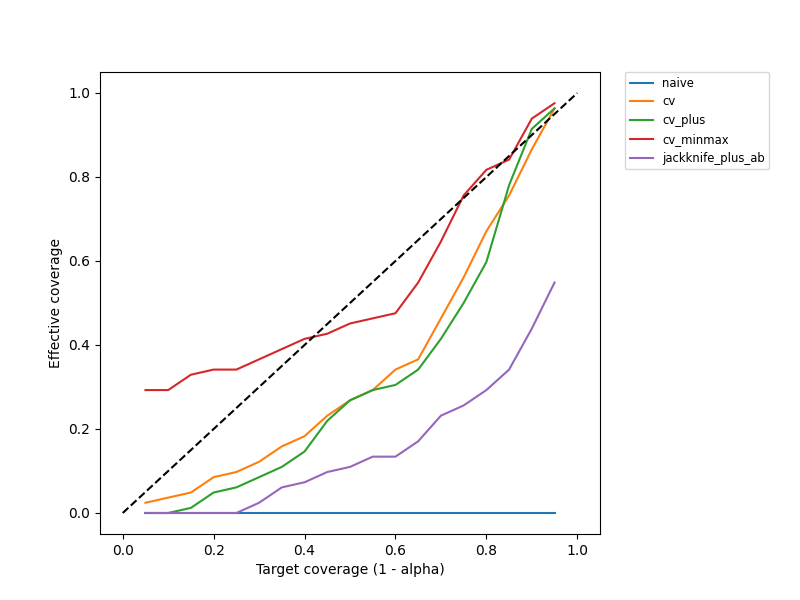 naive
cv
cv_plus
cv_minmax
jackknife_plus_ab
Effective coverage
1.0
0.8
0.6
0.4
0.2
0.0
0.0 0.2 0.4 0.6 0.8 1.0
Target coverage (1 - alpha)